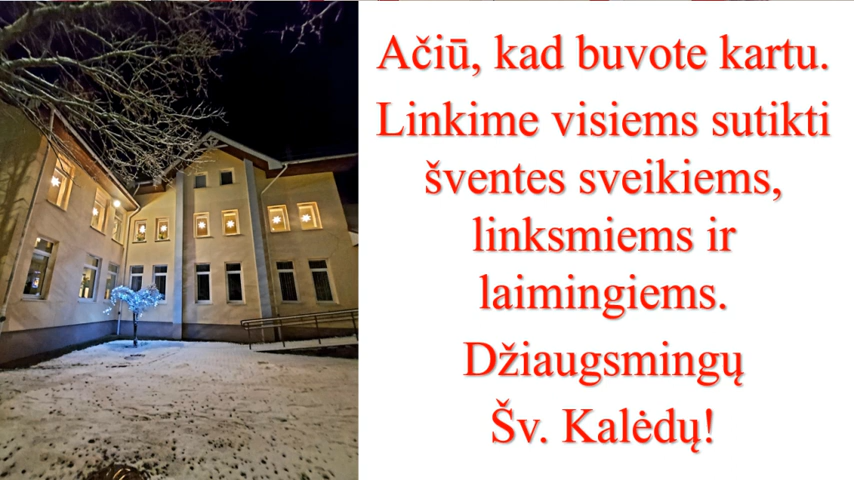 Ačiū, kad buvote kartu.
Linkime visiems sutikti
šventes sveikiems,
linksmiems ir
laimingiems.
Džiaugsmingų
Šv. Kalėdų!